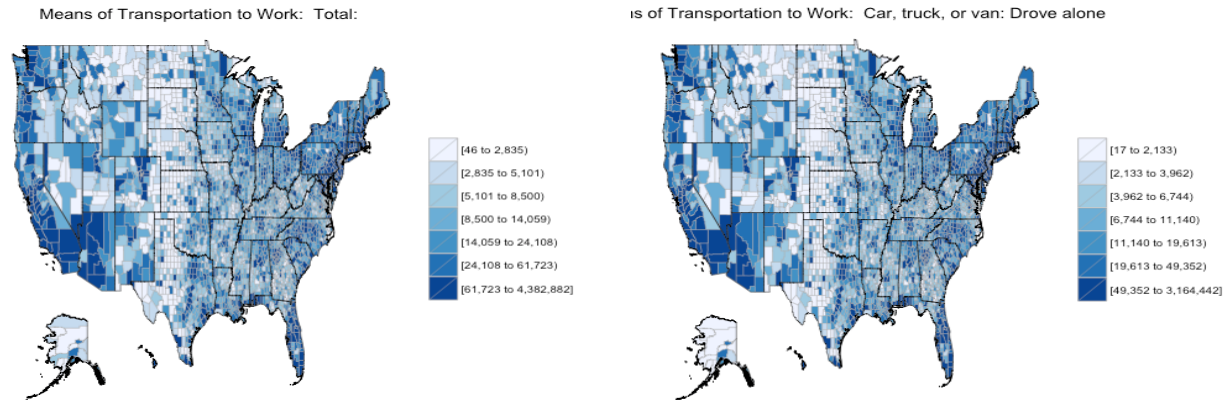 Means of Transportation to Work:  Total:
[46 to 2,835)
[2,835 to 5,101)
[5,101 to 8,500)
[8,500 to 14,059)
[14,059 to 24,108)
[24,108 to 61,723)
[61,723 to 4,382,882]
s of Transportation to Work:  Car, truck, or van: Drove alone
[17 to 2,133)
[2,133 to 3,962)
[3,962 to 6,744)
[6,744 to 11,140)
[11,140 to 19,613)
[19,613 to 49,352)
[49,352 to 3,164,442]